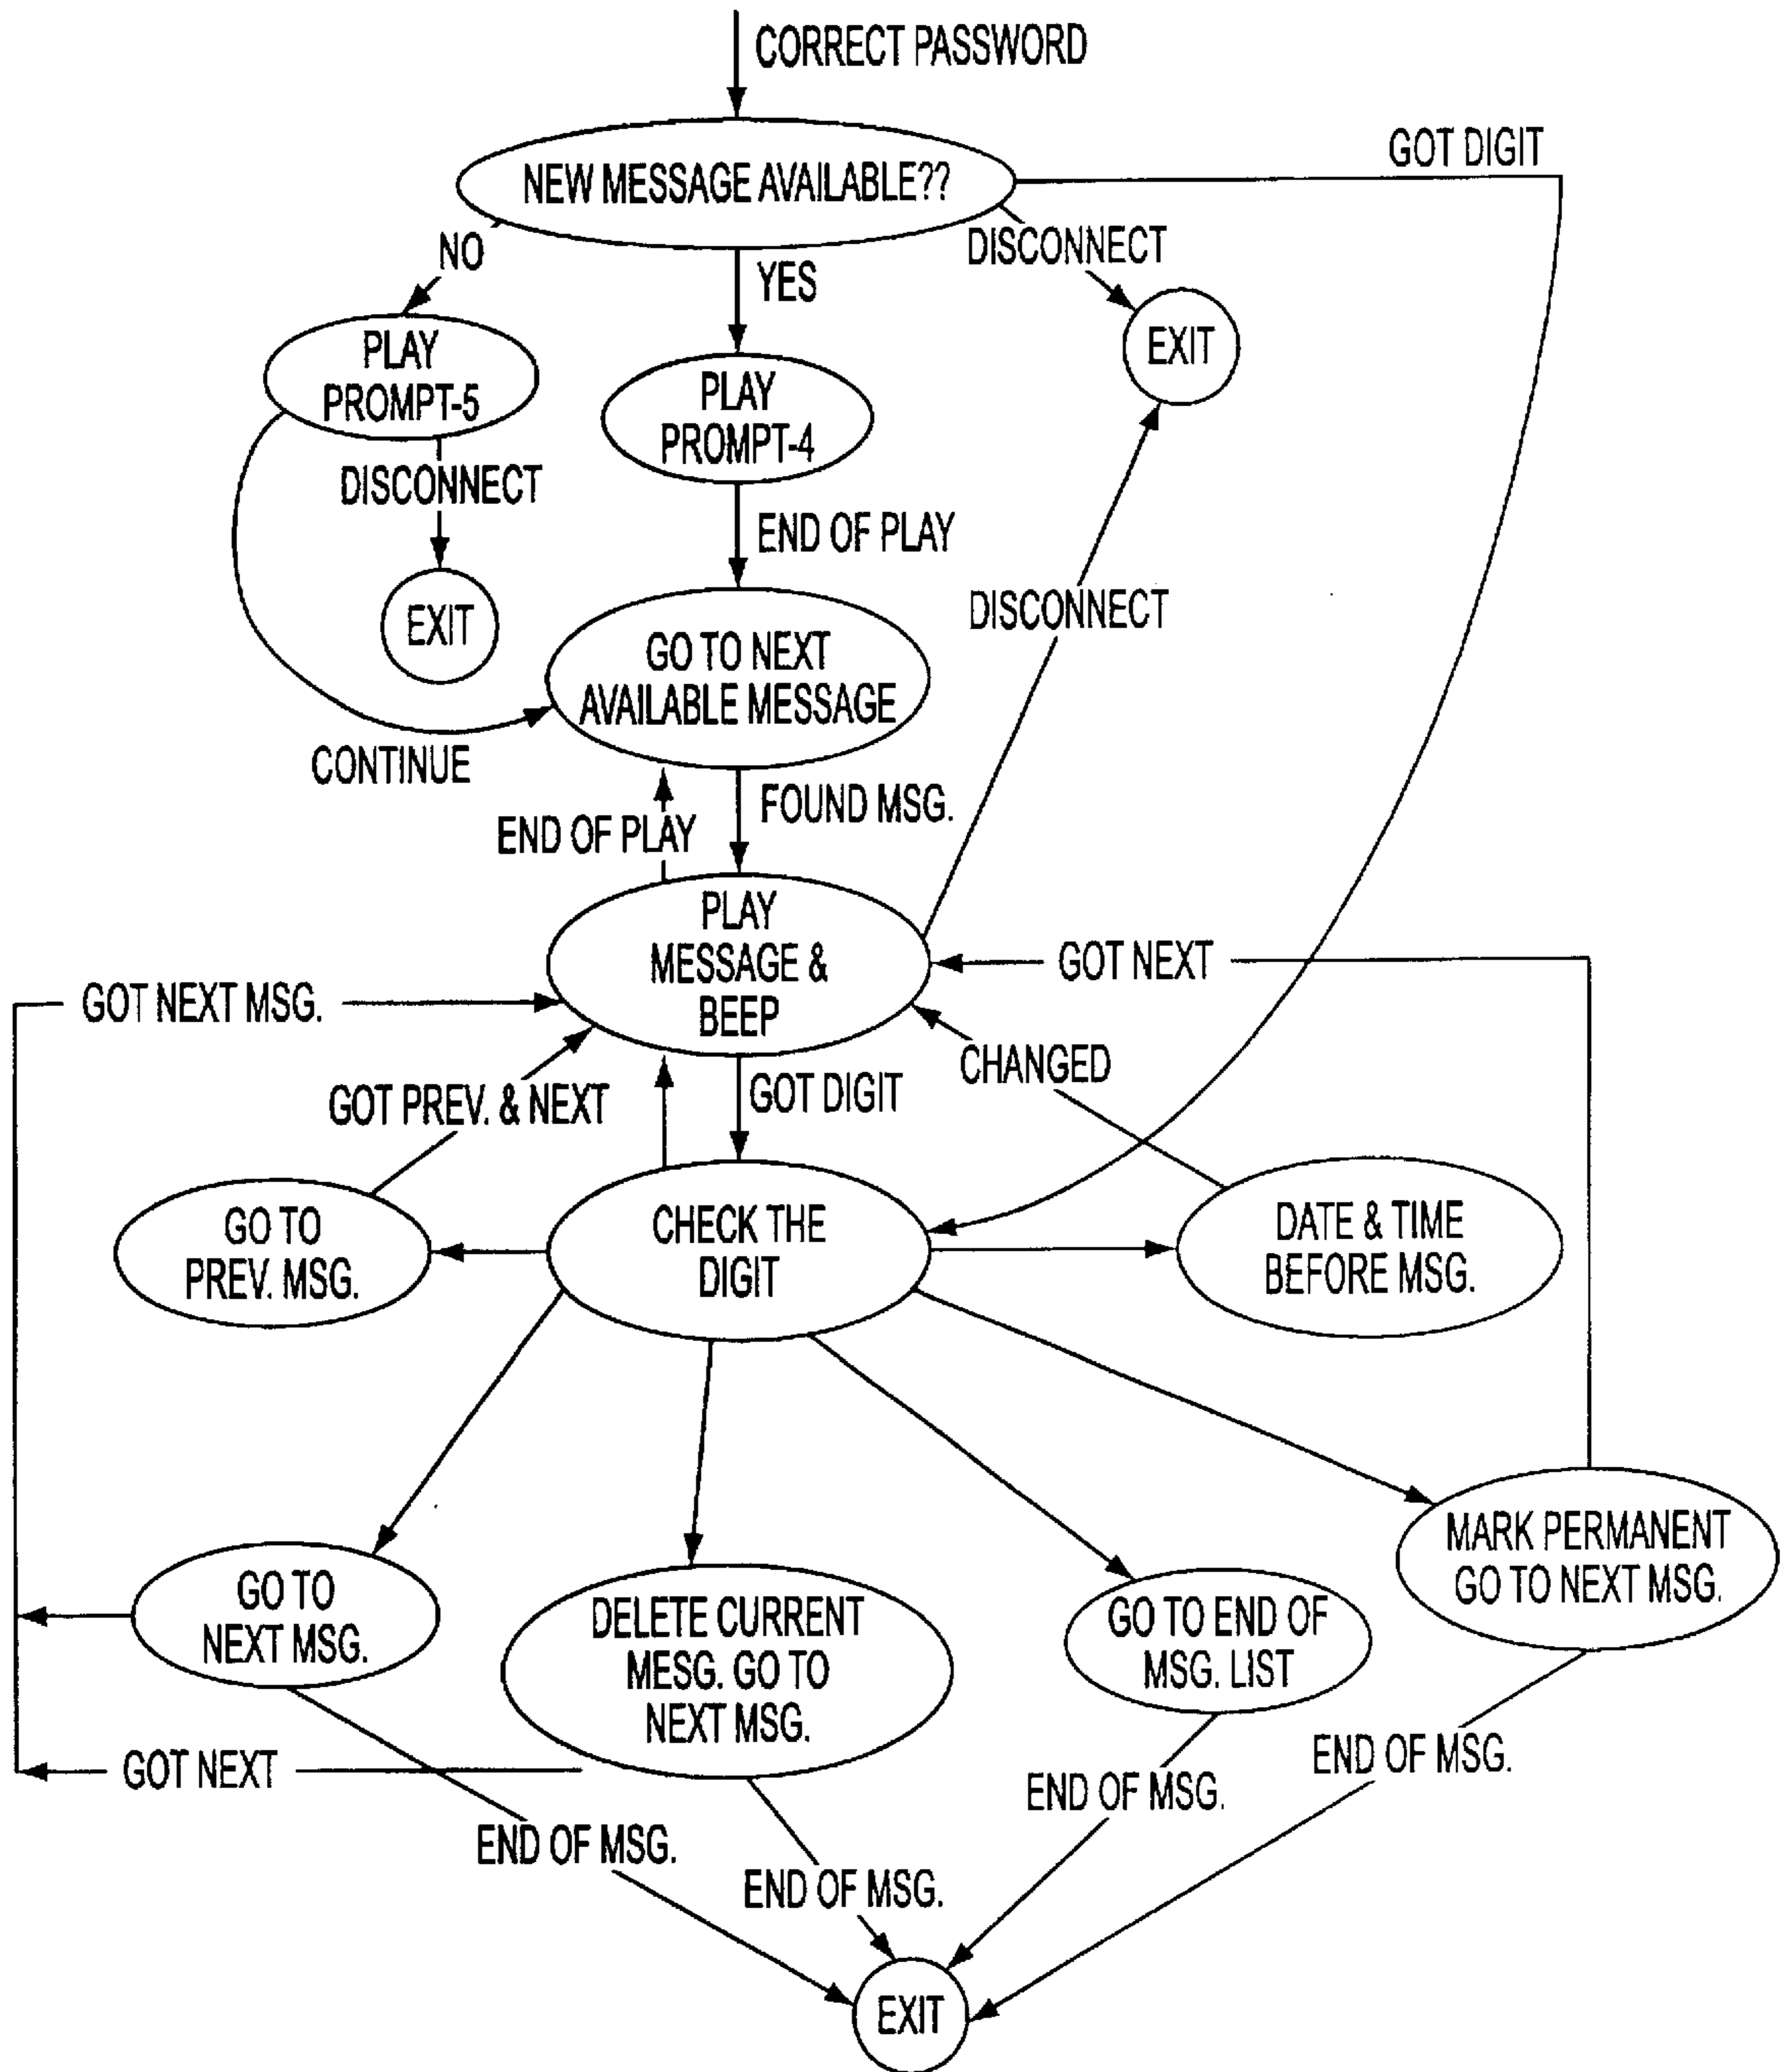 CORRECT PASSWORD
GOT DIGIT
NEW MESSAGE AVAILABLE??
NO
YES
DISCONNECT
PLAY
PROMPT-5
EXIT
PLAY
PROMPT-4
DISCONNECT
END OF PLAY
EXIT
DISCONNECT
GO TO NEXT
AVAILABLE MESSAGE
CONTINUE
FOUND MSG.
END OF PLAY
PLAY
MESSAGE &
BEEP
GOT NEXT
GOT NEXT MSG.
CHANGED
GOT PREV. & NEXT
GOT DIGIT
GO TO
PREV. MSG.
CHECK THE
DIGIT
DATE & TIME
BEFORE MSG.
MARK PERMANENT
GO TO NEXT MSG.
GO TO
NEXT MSG.
DELETE CURRENT
MESG. GO TO
NEXT MSG.
GO TO END OF
MSG. LIST
GOT NEXT
END OF MSG.
END OF MSG.
END OF MSG.
END OF MSG.
EXIT